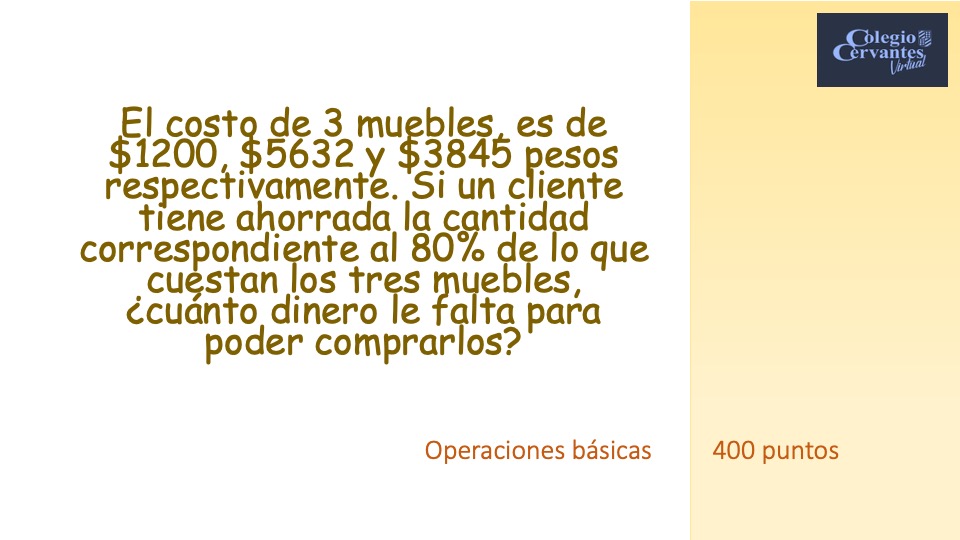 Colegio
Cervantes
Virtual
El costo de 3 muebles, es de
$1200, $5632 y $3845 pesos
respectivamente. Si un cliente
tiene ahorrada la cantidad
correspondiente al 80% de lo que
cuestan los tres muebles,
¿cuánto dinero le falta para
poder comprarlos?
Operaciones básicas
400 puntos